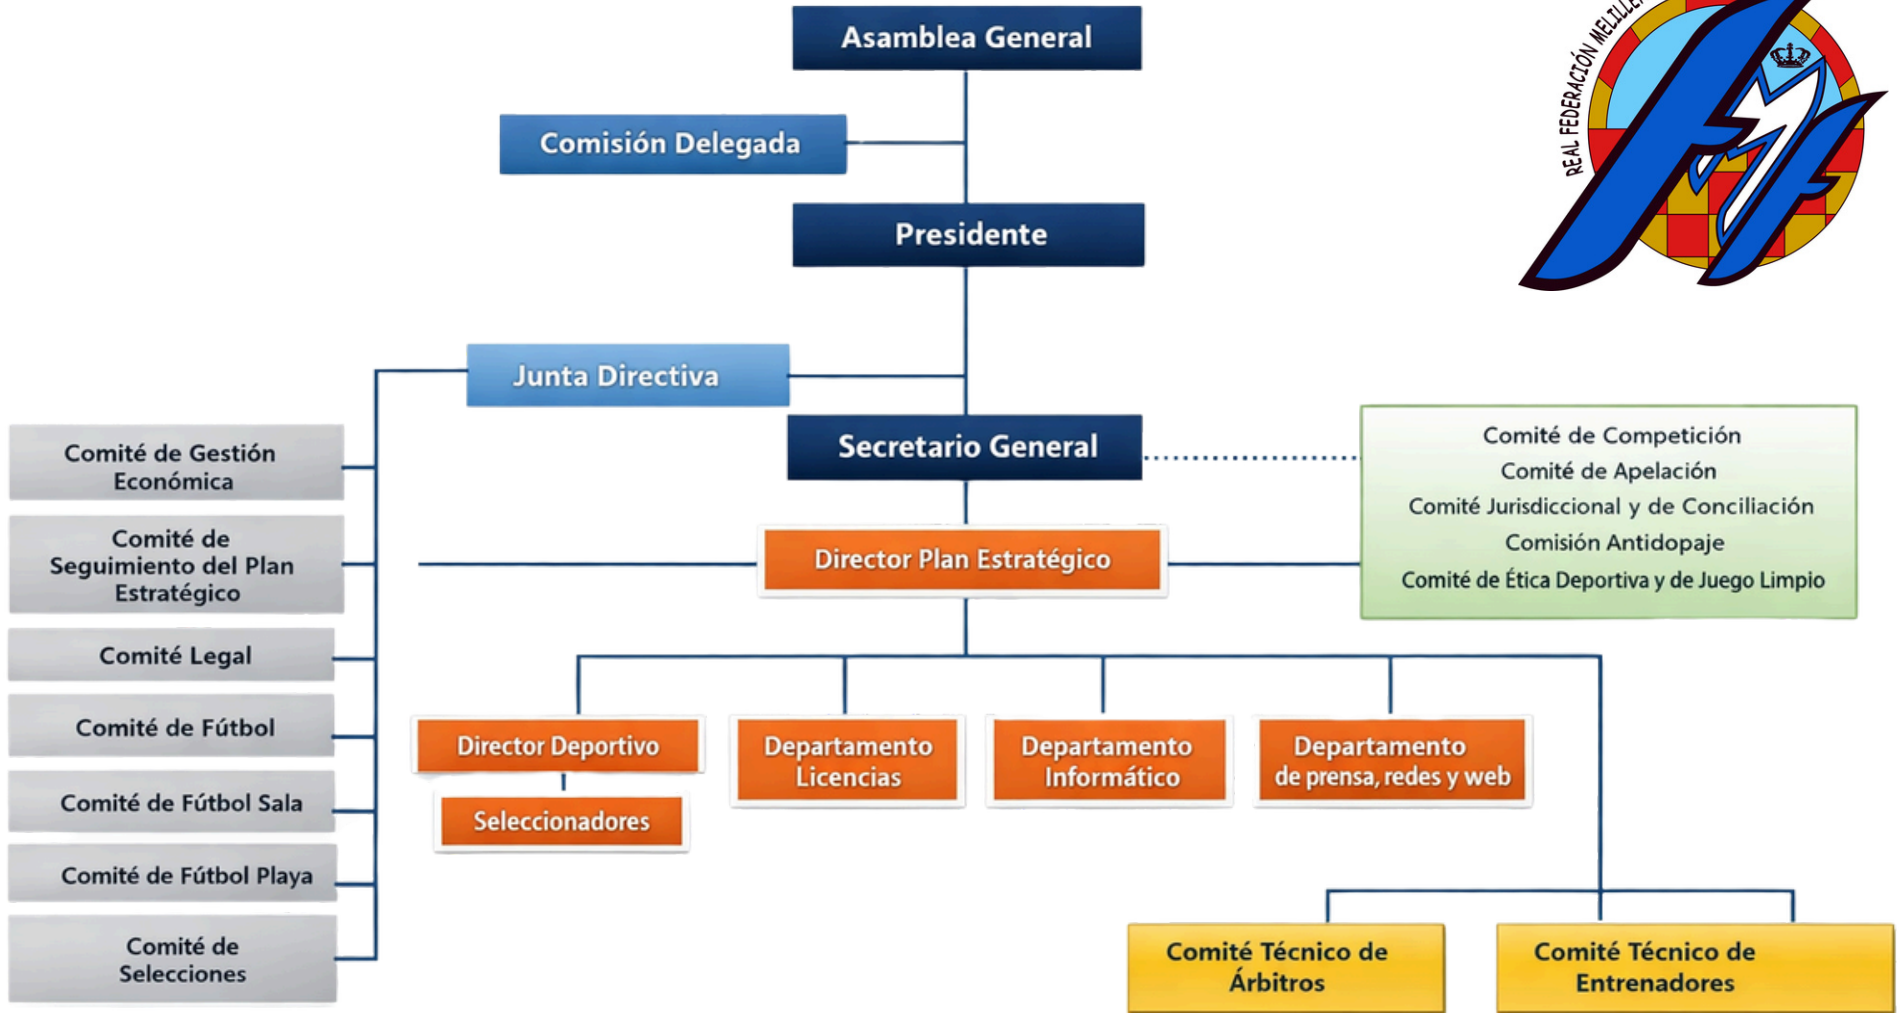 Asamblea General
REAL FEDERACIÓN
Comisión Delegada
Presidente
Junta Directiva
Secretario General
Comité de Competición
Comité de Apelación
Comité Jurisdiccional y de Conciliación
Comisión Antidopaje
Comité de Ética Deportiva y de Juego Limpio
Director Plan Estratégico
Comité de Gestión
Económica
Comité de
Seguimiento del Plan
Estratégico
Comité Legal
Comité de Fútbol
Comité de Fútbol Sala
Comité de Fútbol Playa
Comité de
Selecciones
Director Deportivo
Seleccionadores
Departamento
Licencias
Departamento
Informático
Departamento
de prensa, redes y web
Comité Técnico de
Árbitros
Comité Técnico de
Entrenadores